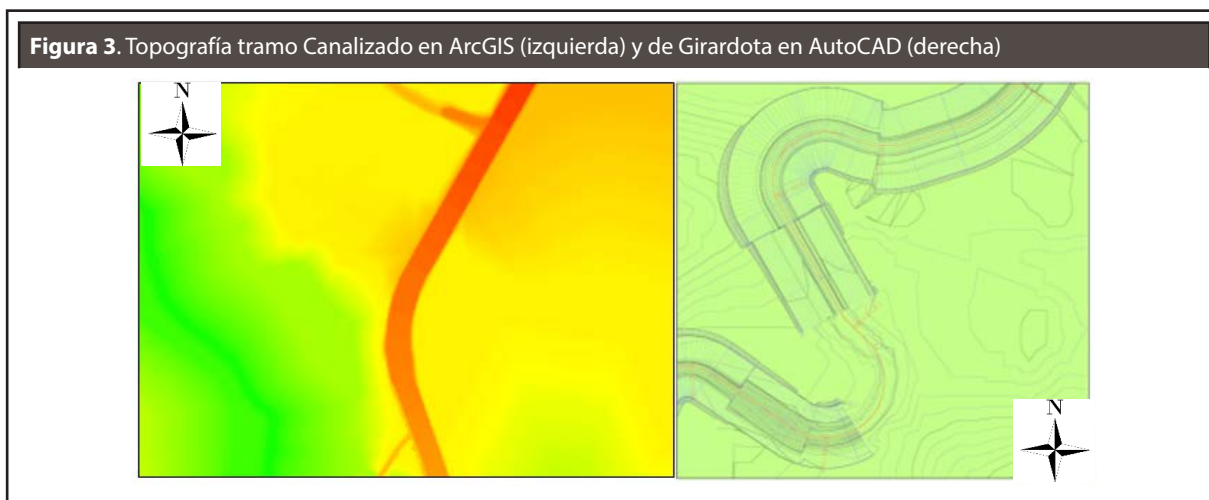 Figura 3. Topografía tramo Canalizado en ArcGIS (izquierda) y de Girardota en AutoCAD (derecha)
N
N